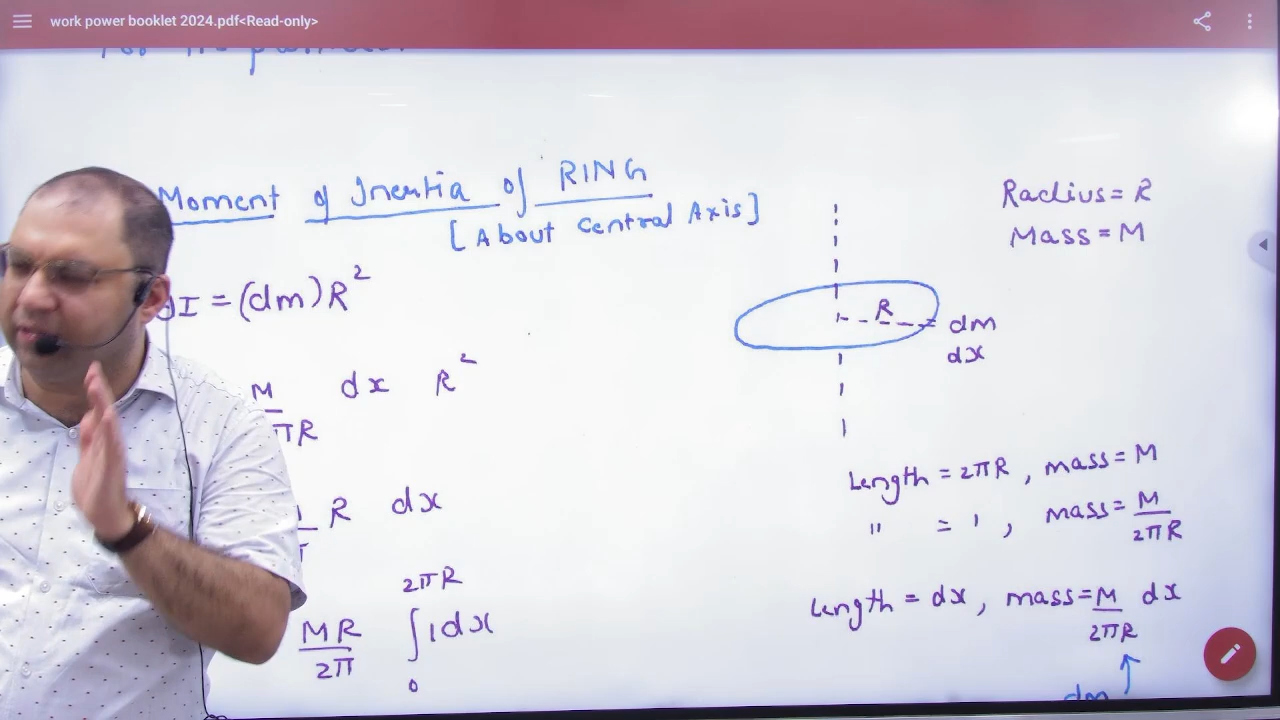 work power booklet 2024.pdf<Read-only>
Moment of Inertia of RING
[About Central Axis]
I = (dm)R²
M dx R²
πR
R dx
2πR
MR ∫ 1dx
2π
0
Radius = R
Mass = M
R
dm
dx
Length = 2πR, mass = M
" = 1, mass = M
2πR
Length = dx, mass = M dx
2πR
dm